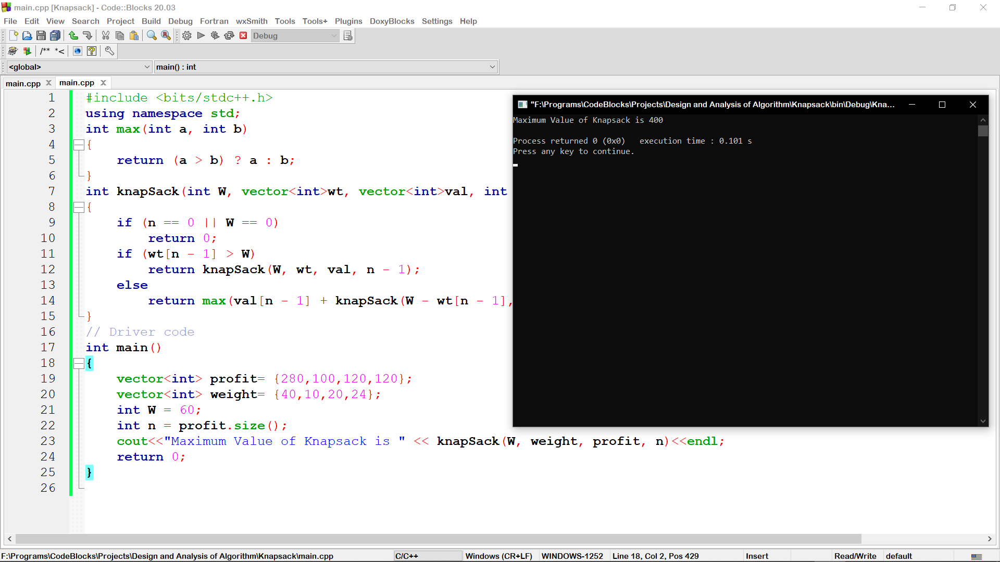 main.cpp [Knapsack] - Code::Blocks 20.03
File Edit View Search Project Build Debug Fortran wxSmith Tools Tools+ Plugins DoxyBlocks Settings Help
Debug
/** *<
<global> main() : int
main.cpp main.cpp
1 #include <bits/stdc++.h>
2 using namespace std;
3 int max(int a, int b)
4 {
5 return (a > b) ? a : b;
6 }
7 int knapSack(int W, vector<int>wt, vector<int>val, int
8 {
9 if (n == 0 || W == 0)
10 return 0;
11 if (wt[n - 1] > W)
12 return knapSack(W, wt, val, n - 1);
13 else
14 return max(val[n - 1] + knapSack(W - wt[n - 1],
15 }
16 // Driver code
17 int main()
18 {
19 vector<int> profit= {280,100,120,120};
20 vector<int> weight= {40,10,20,24};
21 int W = 60;
22 int n = profit.size();
23 cout<<"Maximum Value of Knapsack is " << knapSack(W, weight, profit, n)<<endl;
24 return 0;
25 }
26
"F:\Programs\CodeBlocks\Projects\Design and Analysis of Algorithm\Knapsack\bin\Debug\Kna...
Maximum Value of Knapsack is 400
Process returned 0 (0x0) execution time : 0.101 s
Press any key to continue.
F:\Programs\CodeBlocks\Projects\Design and Analysis of Algorithm\Knapsack\main.cpp C/C++ Windows (CR+LF) WINDOWS-1252 Line 18, Col 2, Pos 429 Insert Read/Write default